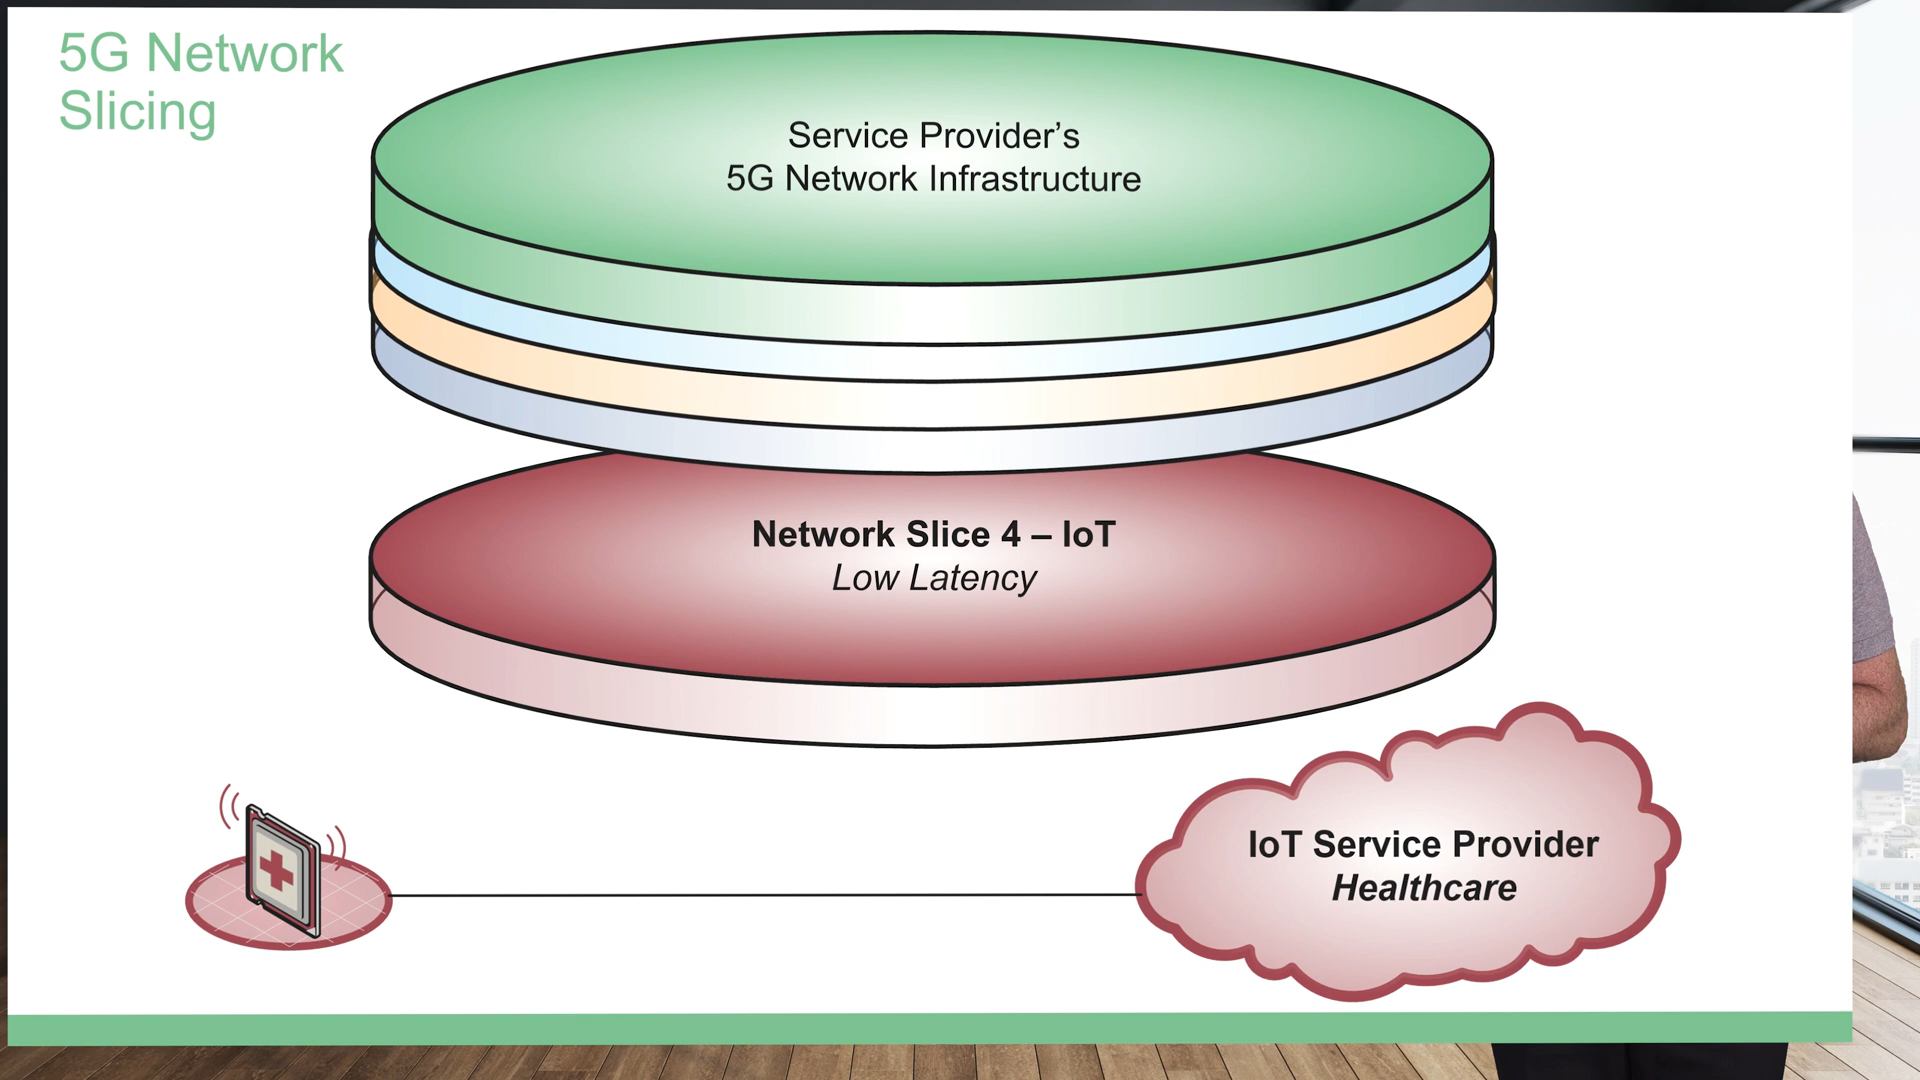 5G Network
Slicing
Service Provider’s
5G Network Infrastructure
Network Slice 4 – IoT
Low Latency
IoT Service Provider
Healthcare